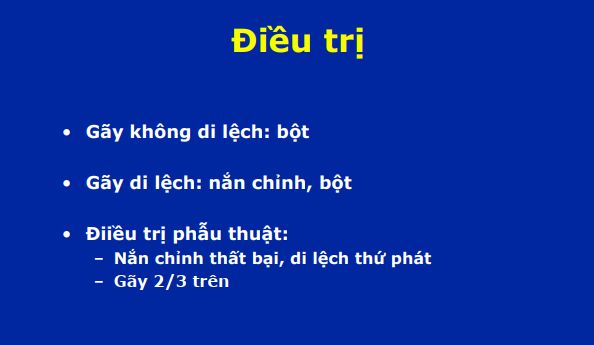 Điều trị
• Gãy không di lệch: bột
• Gãy di lệch: nắn chỉnh, bột
• Điiều trị phẫu thuật:
– Nắn chỉnh thất bại, di lệch thứ phát
– Gãy 2/3 trên